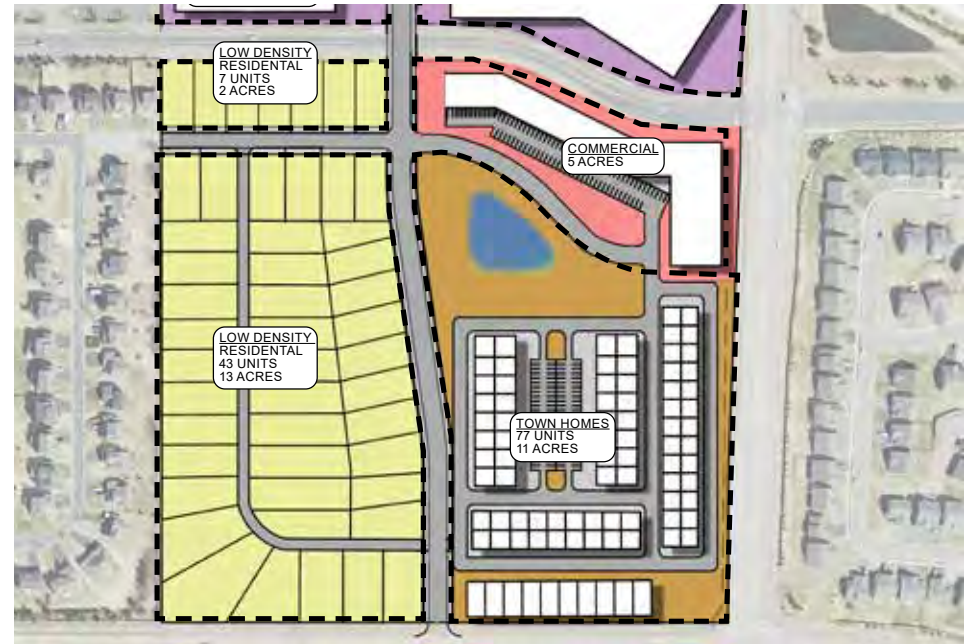 LOW DENSITY
RESIDENTAL
7 UNITS
2 ACRES
COMMERCIAL
5 ACRES
LOW DENSITY
RESIDENTAL
43 UNITS
13 ACRES
TOWN HOMES
77 UNITS
11 ACRES